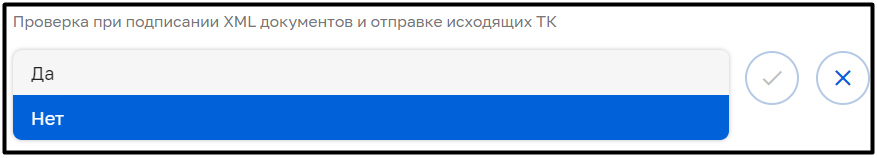 Проверка при подписании XML документов и отправке исходящих ТК
Да
Нет